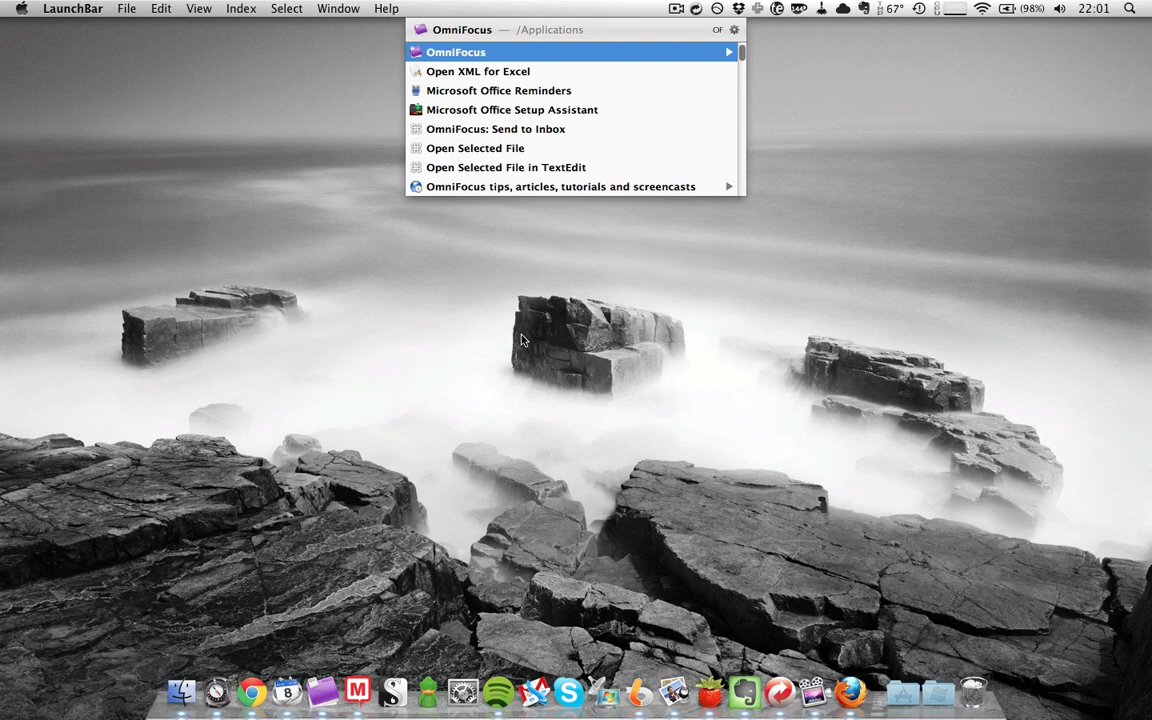 LaunchBar File Edit View Index Select Window Help 67° (98%) 22:01
OmniFocus — /Applications OF
OmniFocus
Open XML for Excel
Microsoft Office Reminders
Microsoft Office Setup Assistant
OmniFocus: Send to Inbox
Open Selected File
Open Selected File in TextEdit
OmniFocus tips, articles, tutorials and screencasts
8